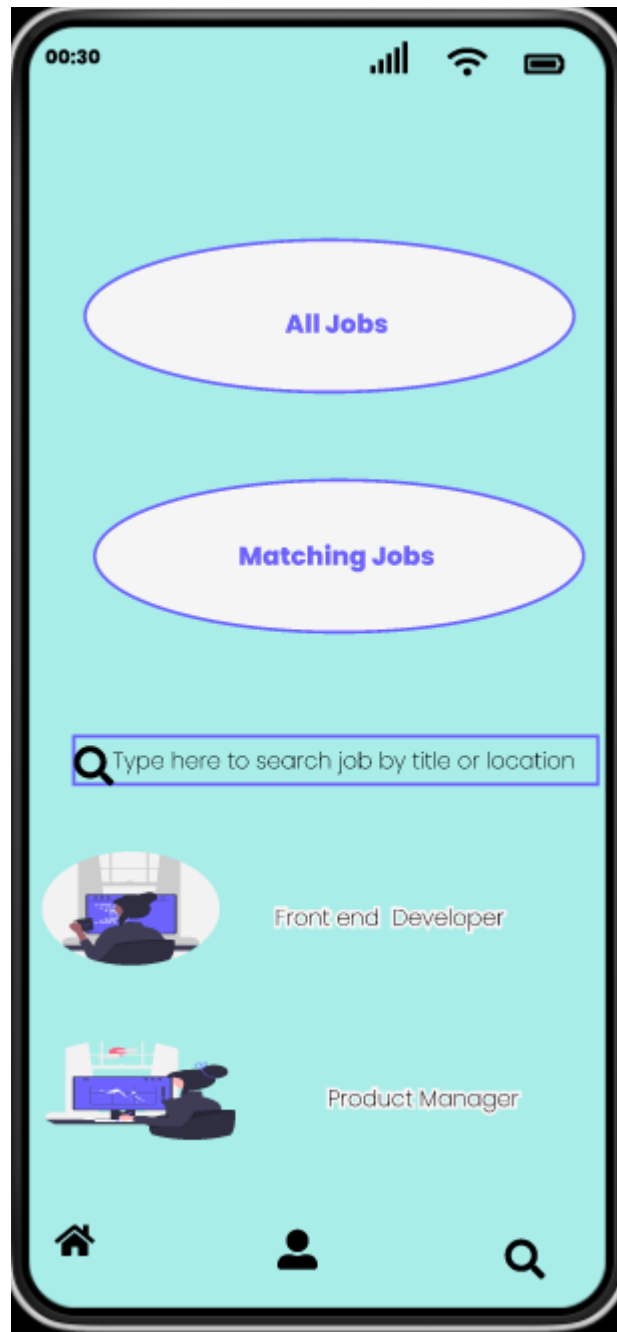 00:30
All Jobs
Matching Jobs
Type here to search job by title or location
Front end Developer
Product Manager